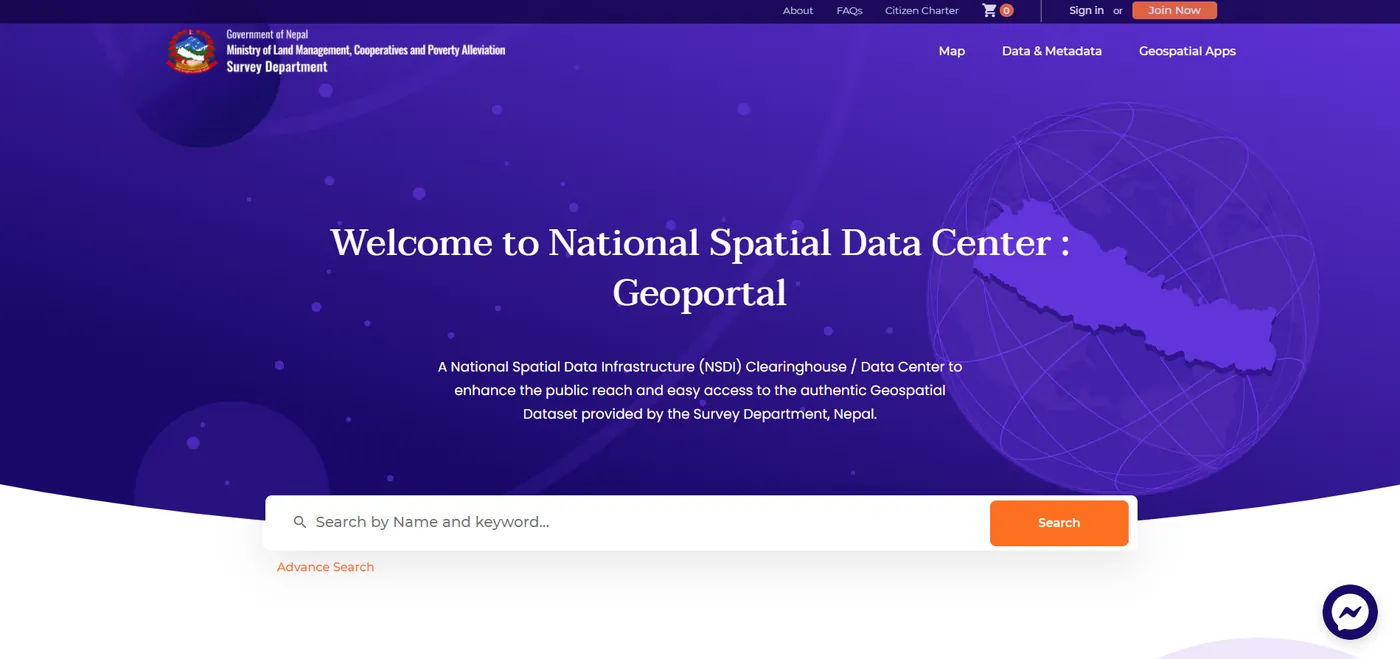 About FAQs Citizen Charter 0 Sign in or Join Now
Government of Nepal
Ministry of Land Management, Cooperatives and Poverty Alleviation
Survey Department
Map Data & Metadata Geospatial Apps
Welcome to National Spatial Data Center :
Geoportal
A National Spatial Data Infrastructure (NSDI) Clearinghouse / Data Center to
enhance the public reach and easy access to the authentic Geospatial
Dataset provided by the Survey Department, Nepal.
Search by Name and keyword... Search
Advance Search